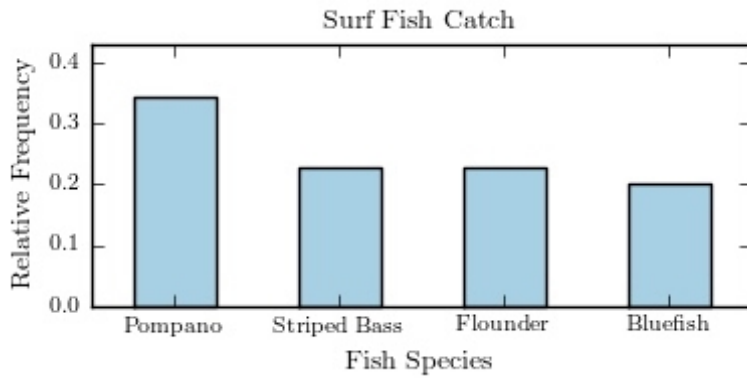 Surf Fish Catch
Relative Frequency
0.4
0.3
0.2
0.1
0.0
Pompano Striped Bass Flounder Bluefish
Fish Species